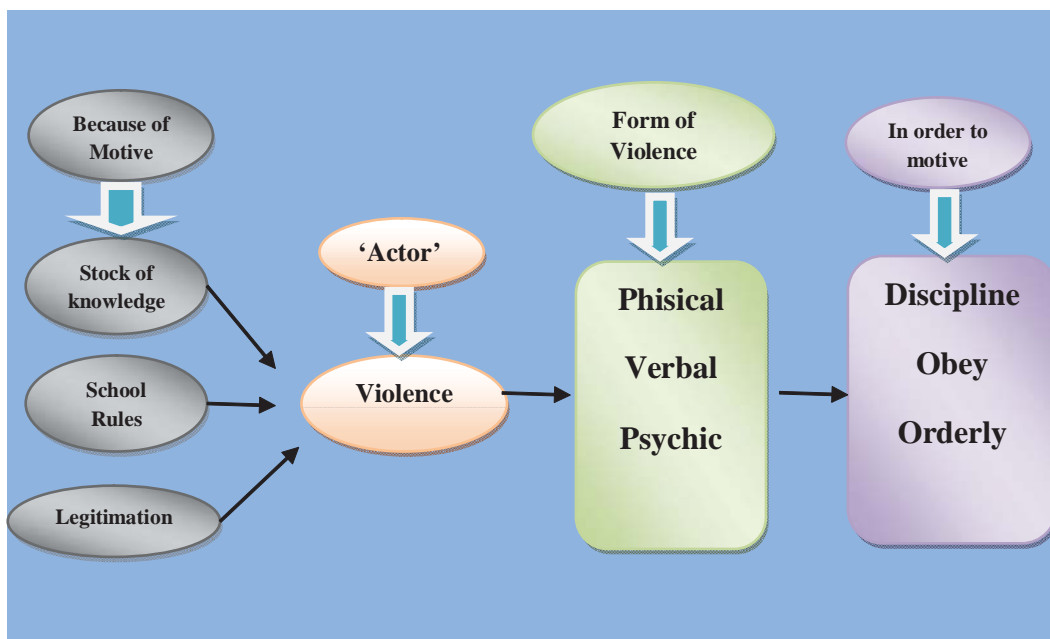 Because of
Motive
Stock of
knowledge
School
Rules
Legitimation
‘Actor’
Violence
Form of
Violence
Phisical
Verbal
Psychic
In order to
motive
Discipline
Obey
Orderly